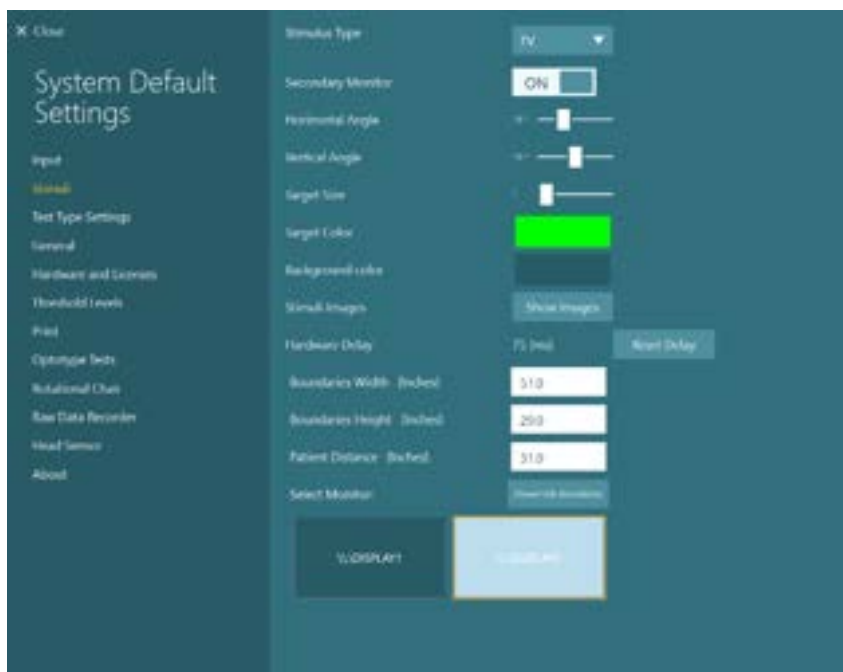 × Close
System Default
Settings
Input
Stimuli
Test Type Settings
General
Hardware and Licenses
Threshold Levels
Print
Optotype Tests
Rotational Chair
Raw Data Recorder
Head Sensor
About
Stimulus Type TV
Secondary Monitor ON
Horizontal Angle
Vertical Angle
Target Size
Target Color
Background color
Stimuli Images Show Images
Hardware Delay 75 (ms) Reset Delay
Boundaries Width (Inches) 51.0
Boundaries Height (Inches) 29.0
Patient Distance (Inches) 51.0
Select Monitor
\\.\DISPLAY1